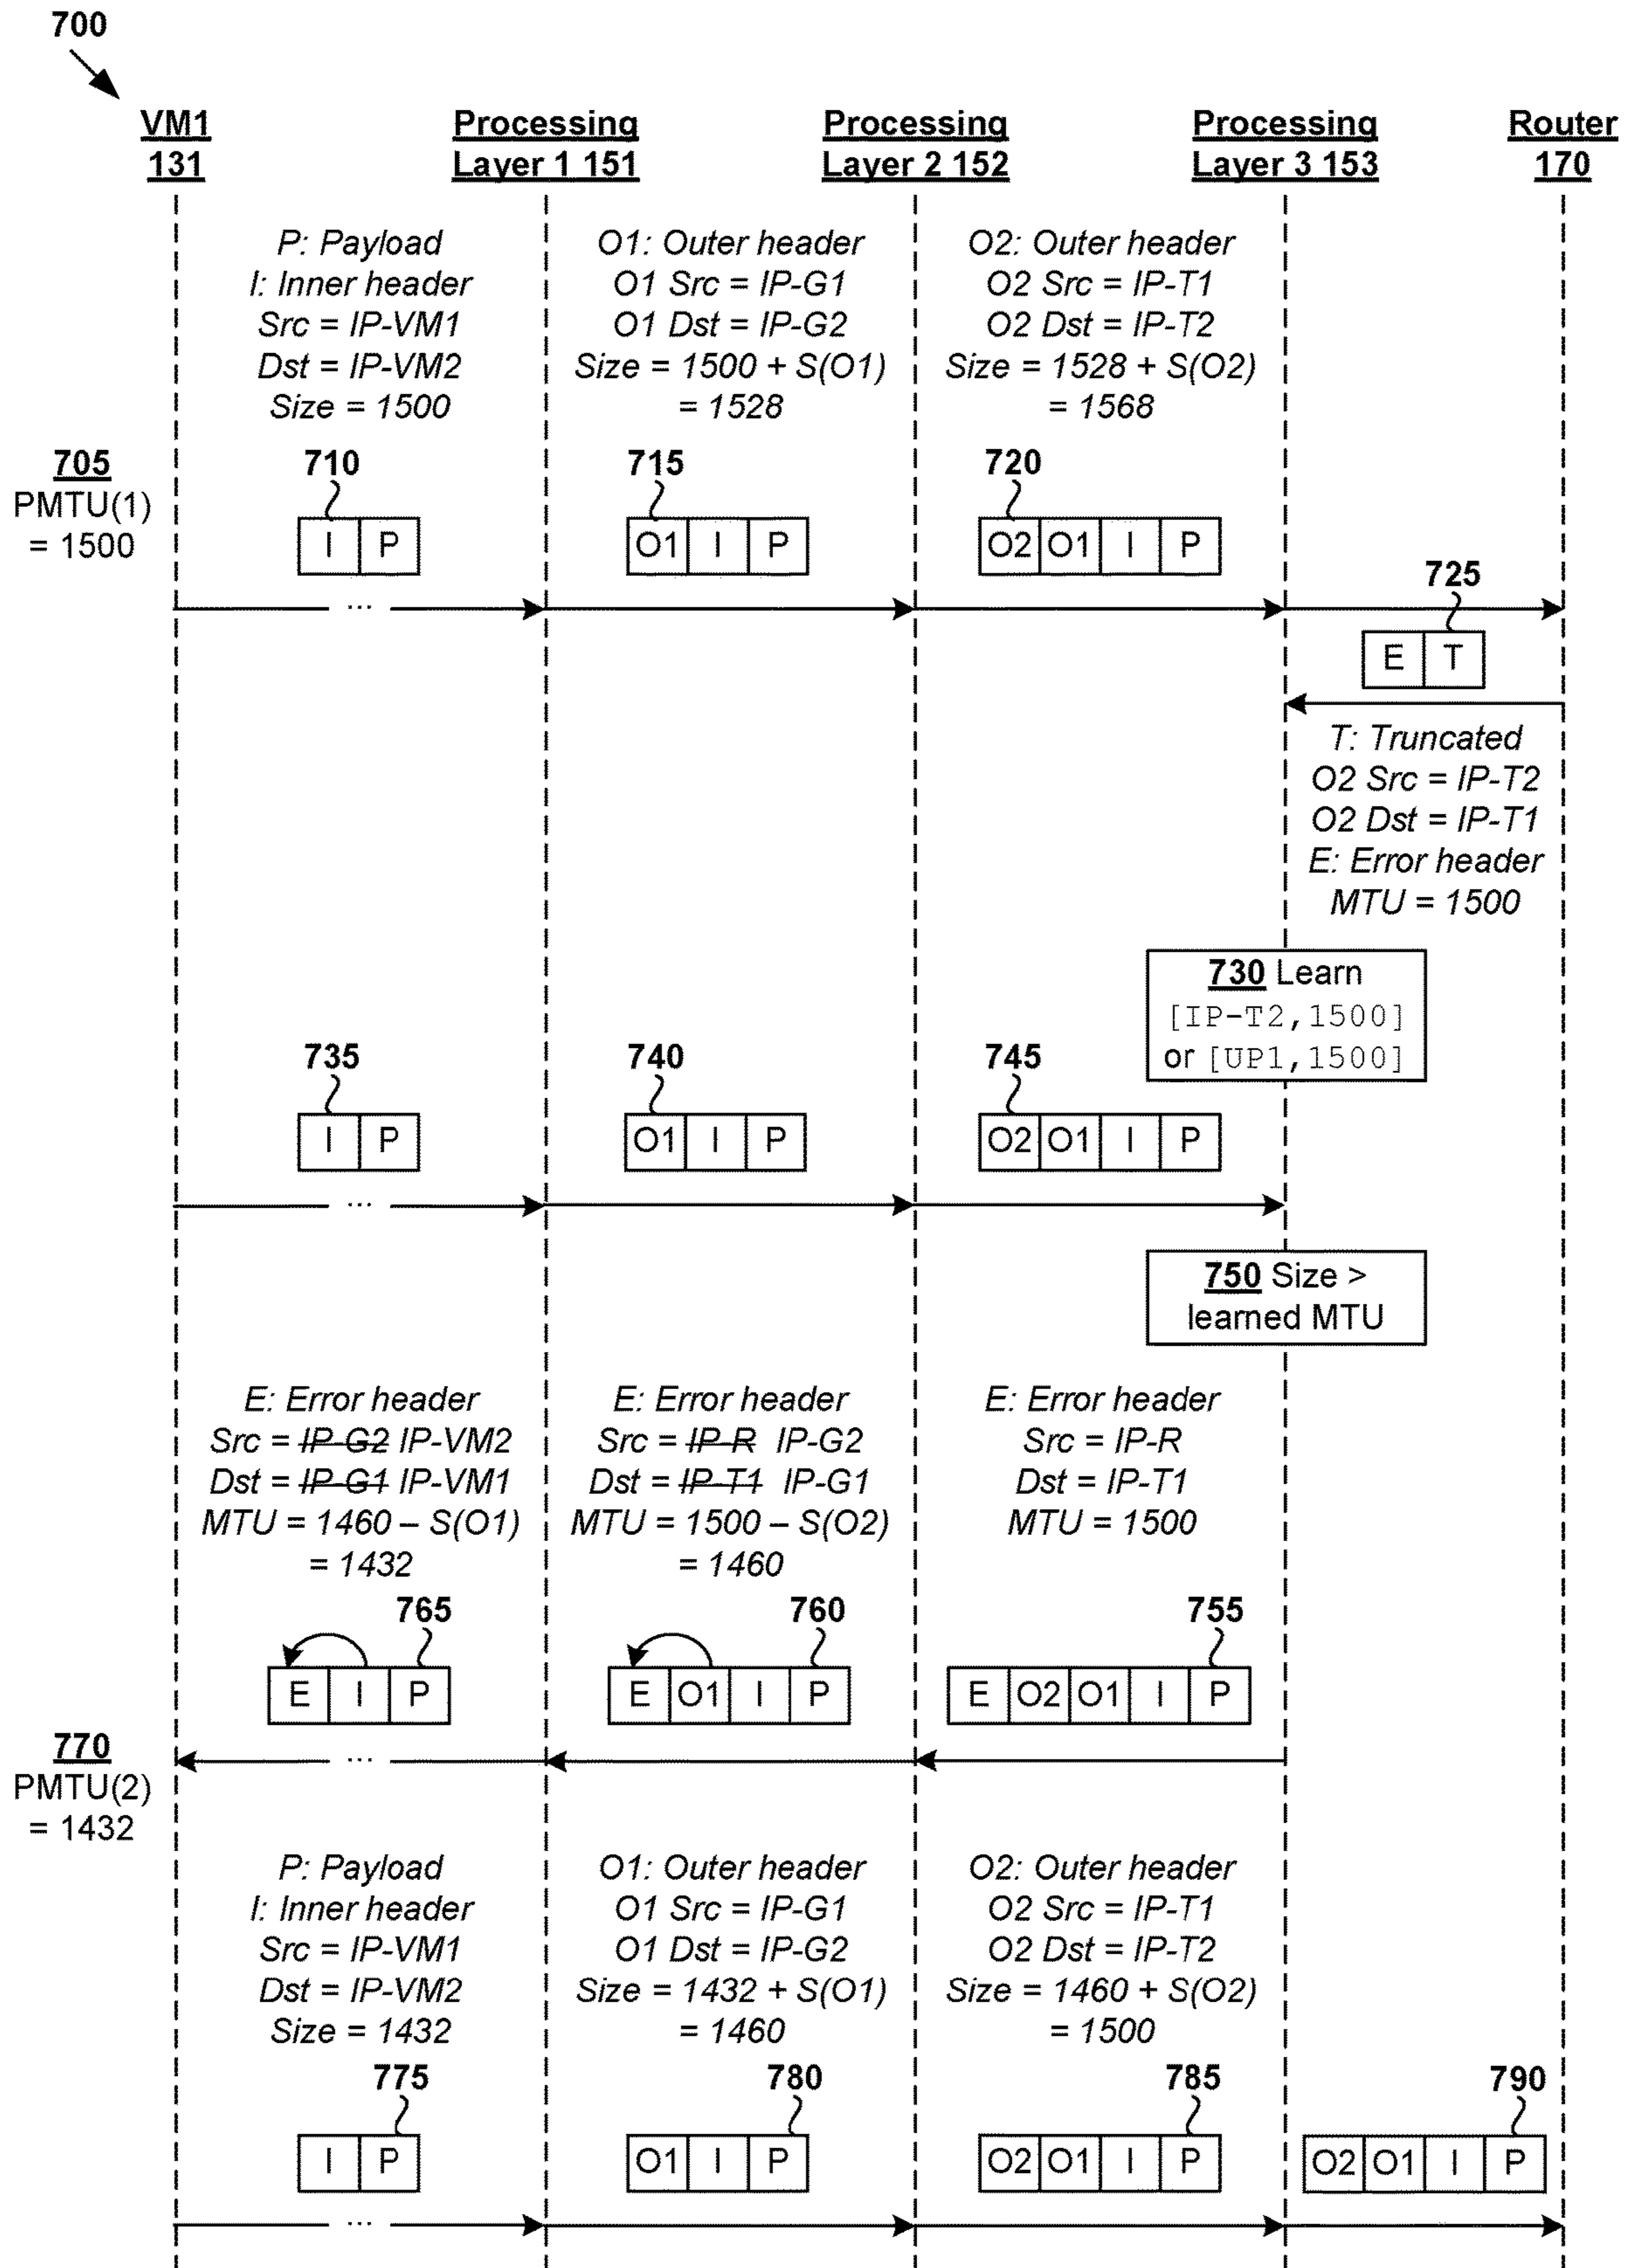 700
VM1
131
Processing
Layer 1 151
Processing
Layer 2 152
Processing
Layer 3 153
Router
170
P: Payload
I: Inner header
Src = IP-VM1
Dst = IP-VM2
Size = 1500
O1: Outer header
O1 Src = IP-G1
O1 Dst = IP-G2
Size = 1500 + S(O1)
= 1528
O2: Outer header
O2 Src = IP-T1
O2 Dst = IP-T2
Size = 1528 + S(O2)
= 1568
705
PMTU(1)
= 1500
710
I P
715
O1 I P
720
O2 O1 I P
...
725
E T
T: Truncated
O2 Src = IP-T2
O2 Dst = IP-T1
E: Error header
MTU = 1500
730 Learn
[IP-T2,1500]
or [UP1,1500]
735
I P
740
O1 I P
745
O2 O1 I P
...
750 Size >
learned MTU
E: Error header
Src = IP-G2 IP-VM2
Dst = IP-G1 IP-VM1
MTU = 1460 – S(O1)
= 1432
E: Error header
Src = IP-R IP-G2
Dst = IP-T1 IP-G1
MTU = 1500 – S(O2)
= 1460
E: Error header
Src = IP-R
Dst = IP-T1
MTU = 1500
765
E I P
760
E O1 I P
755
E O2 O1 I P
...
770
PMTU(2)
= 1432
P: Payload
I: Inner header
Src = IP-VM1
Dst = IP-VM2
Size = 1432
O1: Outer header
O1 Src = IP-G1
O1 Dst = IP-G2
Size = 1432 + S(O1)
= 1460
O2: Outer header
O2 Src = IP-T1
O2 Dst = IP-T2
Size = 1460 + S(O2)
= 1500
775
I P
780
O1 I P
785
O2 O1 I P
790
O2 O1 I P
...